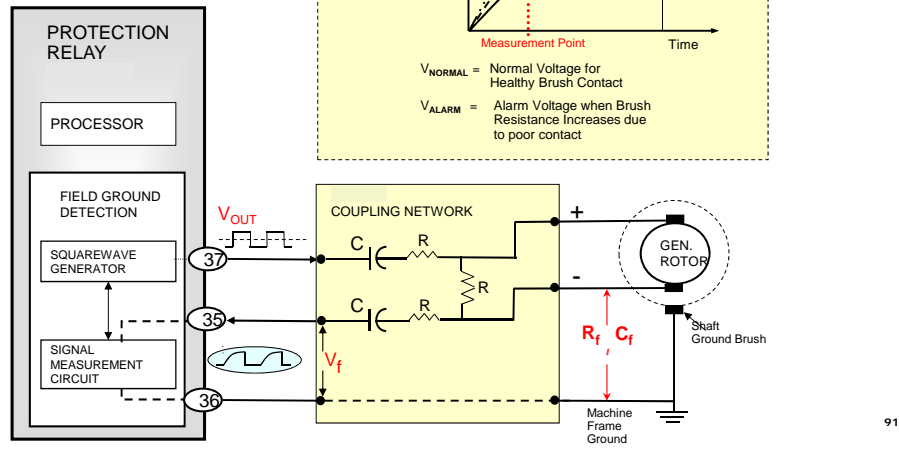 PROTECTION
RELAY
PROCESSOR
FIELD GROUND
DETECTION
SQUAREWAVE
GENERATOR
SIGNAL
MEASUREMENT
CIRCUIT
Measurement Point
Time
VNORMAL = Normal Voltage for
Healthy Brush Contact
VALARM = Alarm Voltage when Brush
Resistance Increases due
to poor contact
VOUT
37
35
36
COUPLING NETWORK
C
R
R
C
R
Vf
+
-
GEN.
ROTOR
Rf , Cf
Shaft
Ground Brush
Machine
Frame
Ground
91